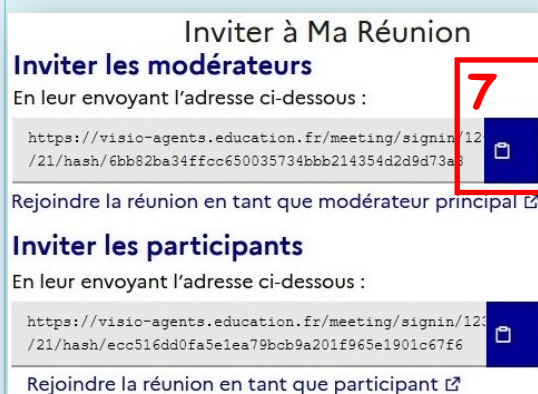 Inviter à Ma Réunion
Inviter les modérateurs
En leur envoyant l'adresse ci-dessous :
7
https://visio-agents.education.fr/meeting/signin/12
/21/hash/6bb82ba34ffcc650035734bbb214354d2d9d73a8
Rejoindre la réunion en tant que modérateur principal
Inviter les participants
En leur envoyant l'adresse ci-dessous :
https://visio-agents.education.fr/meeting/signin/123
/21/hash/ecc516dd0fa5e1ea79bcb9a201f965e1901c67f6
Rejoindre la réunion en tant que participant